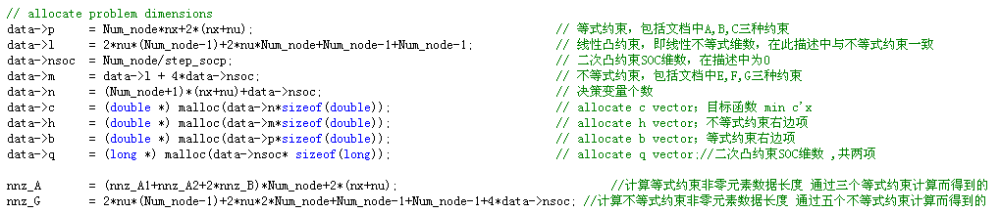 // allocate problem dimensions
data->p = Num_node*nx+2*(nx+nu); // 等式约束，包括文档中A,B,C三种约束
data->l = 2*nu*(Num_node-1)+2*nu*Num_node+Num_node-1+Num_node-1; // 线性凸约束，即线性不等式维数，在此描述中与不等式约束一致
data->nsoc = Num_node/step_socp; // 二次凸约束SOC维数，在描述中为0
data->m = data->l + 4*data->nsoc; // 不等式约束，包括文档中E,F,G三种约束
data->n = (Num_node+1)*(nx+nu)+data->nsoc; // 决策变量个数
data->c = (double *) malloc(data->n*sizeof(double)); // allocate c vector；目标函数 min c'x
data->h = (double *) malloc(data->m*sizeof(double)); // allocate h vector；不等式约束右边项
data->b = (double *) malloc(data->p*sizeof(double)); // allocate b vector；等式约束右边项
data->q = (long *) malloc(data->nsoc* sizeof(long)); // allocate q vector;//二次凸约束SOC维数 ,共两项
nnz_A = (nnz_A1+nnz_A2+2*nnz_B)*Num_node+2*(nx+nu); //计算等式约束非零元素数据长度 通过三个等式约束计算而得到的
nnz_G = 2*nu*(Num_node-1)+2*nu*2*Num_node+Num_node-1+Num_node-1+4*data->nsoc; //计算不等式约束非零元素数据长度 通过五个不等式约束计算而得到的